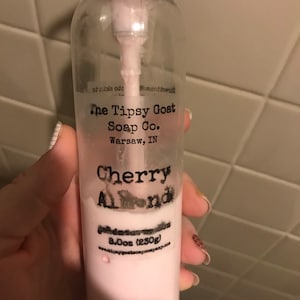 The Tipsy Goat
Soap Co.
Warsaw, IN
Cherry
Almond
8.0oz (230g)